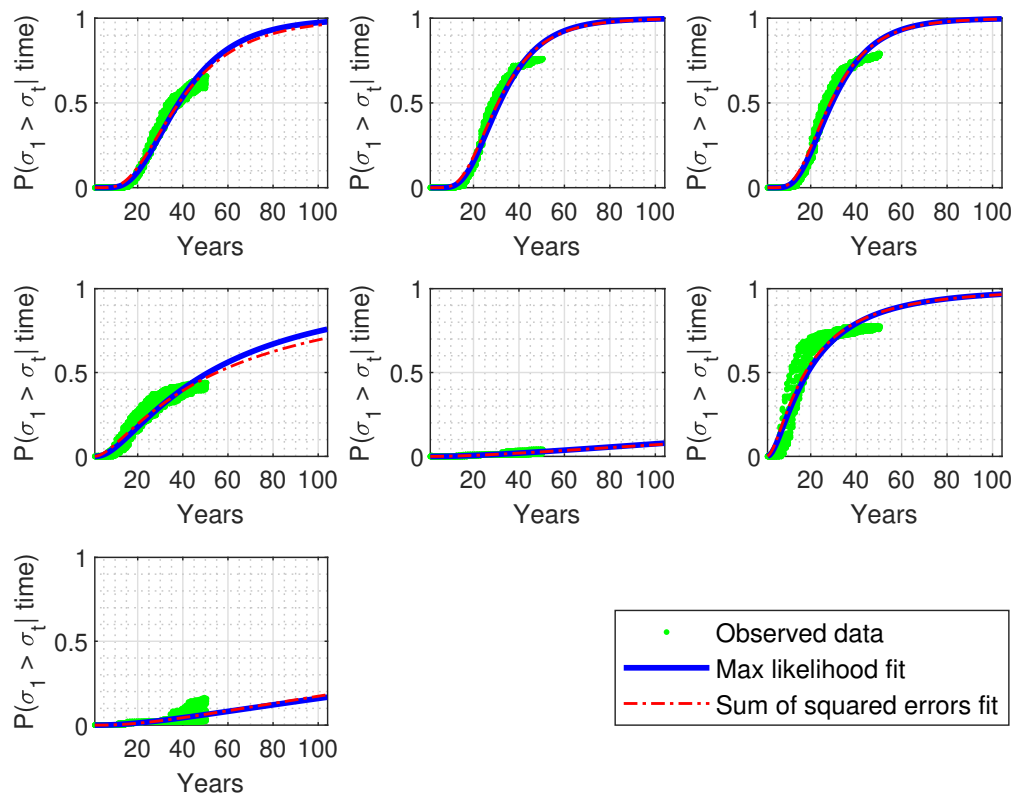 1
0.5
0
P(σ1 > σt| time)
20 40 60 80 100
Years
1
0.5
0
P(σ1 > σt| time)
20 40 60 80 100
Years
1
0.5
0
P(σ1 > σt| time)
20 40 60 80 100
Years
1
0.5
0
P(σ1 > σt| time)
20 40 60 80 100
Years
1
0.5
0
P(σ1 > σt| time)
20 40 60 80 100
Years
1
0.5
0
P(σ1 > σt| time)
20 40 60 80 100
Years
1
0.5
0
P(σ1 > σt| time)
20 40 60 80 100
Years
Observed data
Max likelihood fit
Sum of squared errors fit